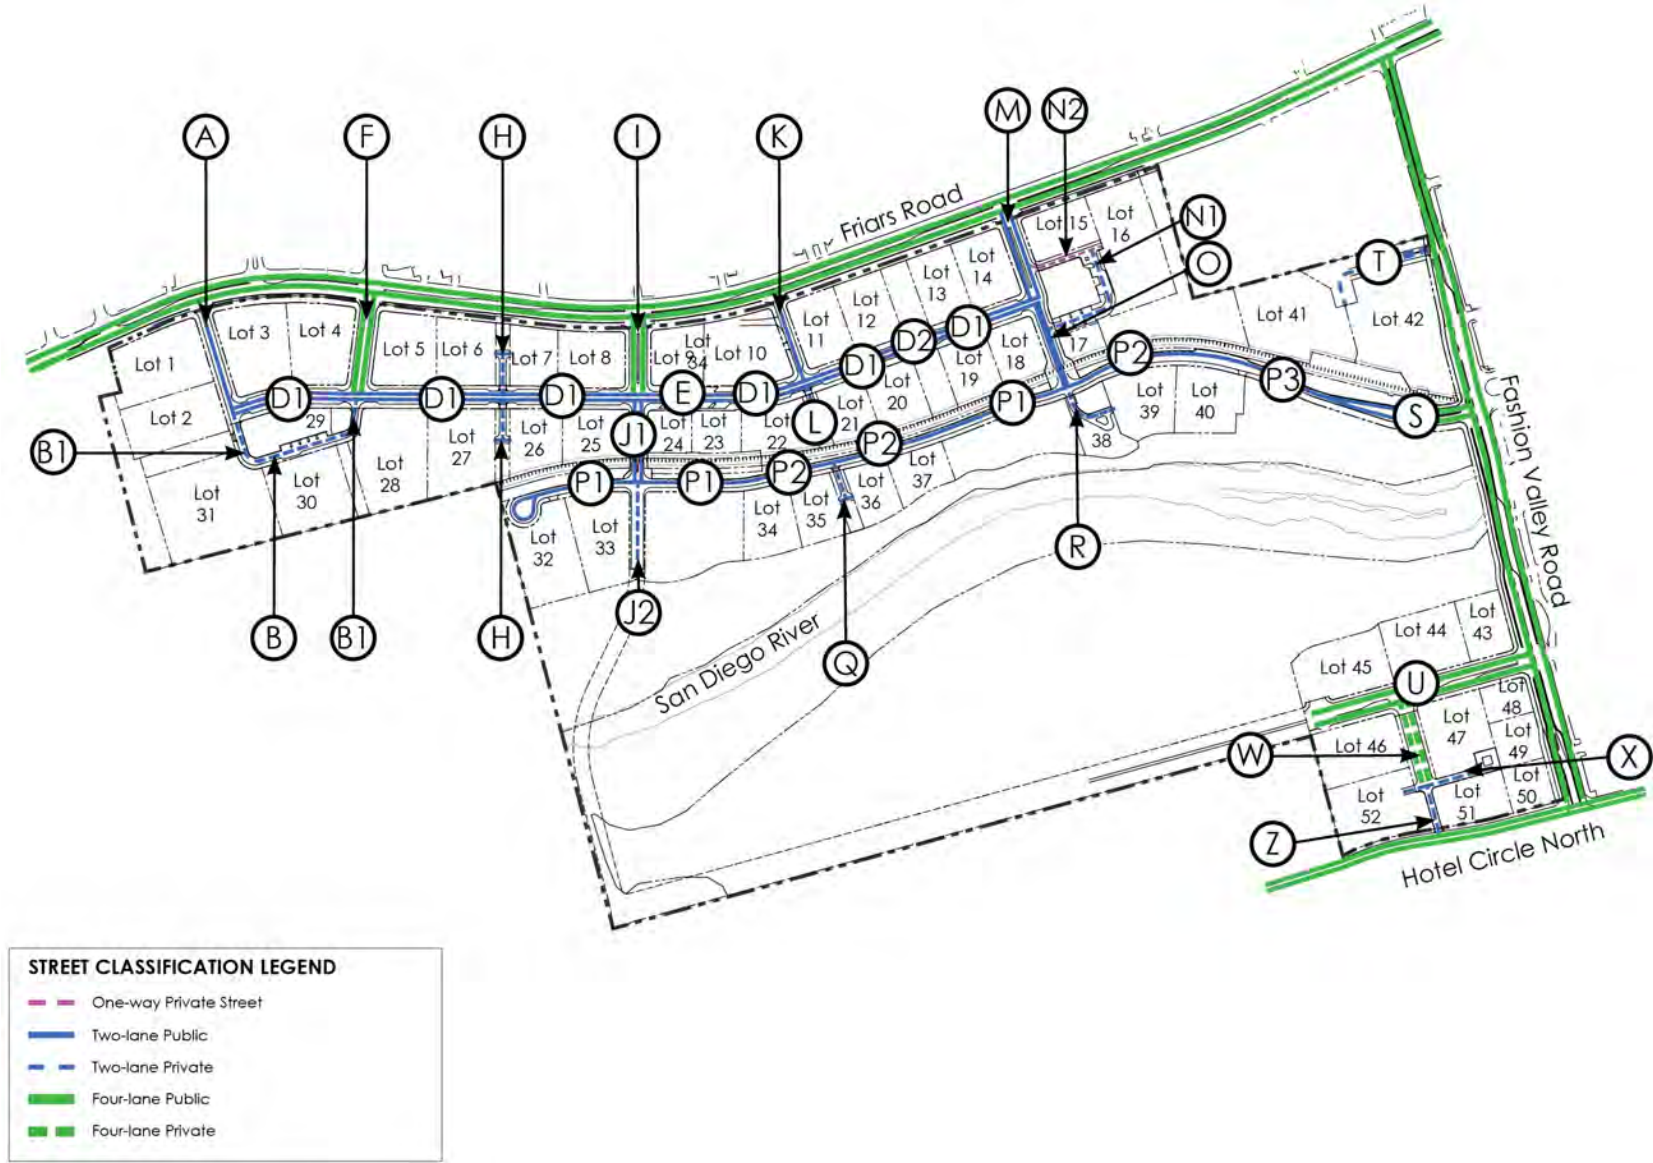 A
F
H
I
K
M
N2
Friars Road
N1
O
T
Lot 15
Lot
16
Lot 1
Lot 3
Lot 4
Lot 5
Lot 6
Lot 7
Lot 8
Lot 9
Lot
34
Lot 10
Lot
11
Lot
12
Lot
13
Lot
14
17
Lot 41
Lot 42
Lot 2
D1
D1
D1
E
D1
D1
D2
D1
Lot
18
Lot
19
Lot
20
Lot
21
L
P2
P3
P1
S
Lot
39
Lot
40
38
29
B1
Lot
31
Lot
30
Lot
28
Lot
27
Lot
26
Lot
25
J1
Lot
24
Lot
23
Lot
22
P1
P1
P2
P2
Lot
32
Lot
33
Lot
34
Lot
35
Lot
36
Lot
37
R
Fashion Valley Road
B
B1
H
J2
Q
San Diego River
Lot 45
Lot 44
Lot
43
U
Lot
48
Lot
47
Lot
49
Lot
50
Lot 46
W
X
Lot
52
Lot
51
Z
Hotel Circle North
STREET CLASSIFICATION LEGEND
One-way Private Street
Two-lane Public
Two-lane Private
Four-lane Public
Four-lane Private